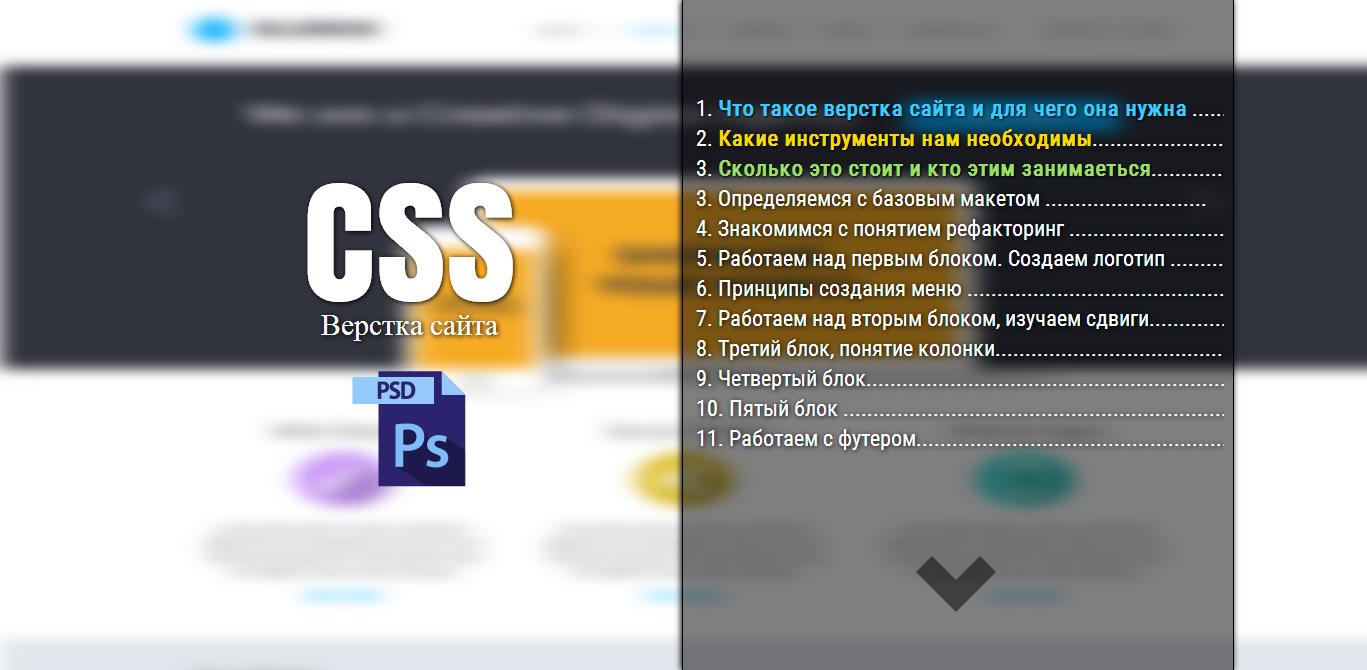 CSS
Верстка сайта
PSD
Ps
1. Что такое верстка сайта и для чего она нужна .....
2. Какие инструменты нам необходимы......................
3. Сколько это стоит и кто этим занимаеться............
3. Определяемся с базовым макетом ...........................
4. Знакомимся с понятием рефакторинг ..........................
5. Работаем над первым блоком. Создаем логотип .........
6. Принципы создания меню ...........................................
7. Работаем над вторым блоком, изучаем сдвиги............
8. Третий блок, понятие колонки......................................
9. Четвертый блок............................................................
10. Пятый блок ................................................................
11. Работаем с футером...................................................